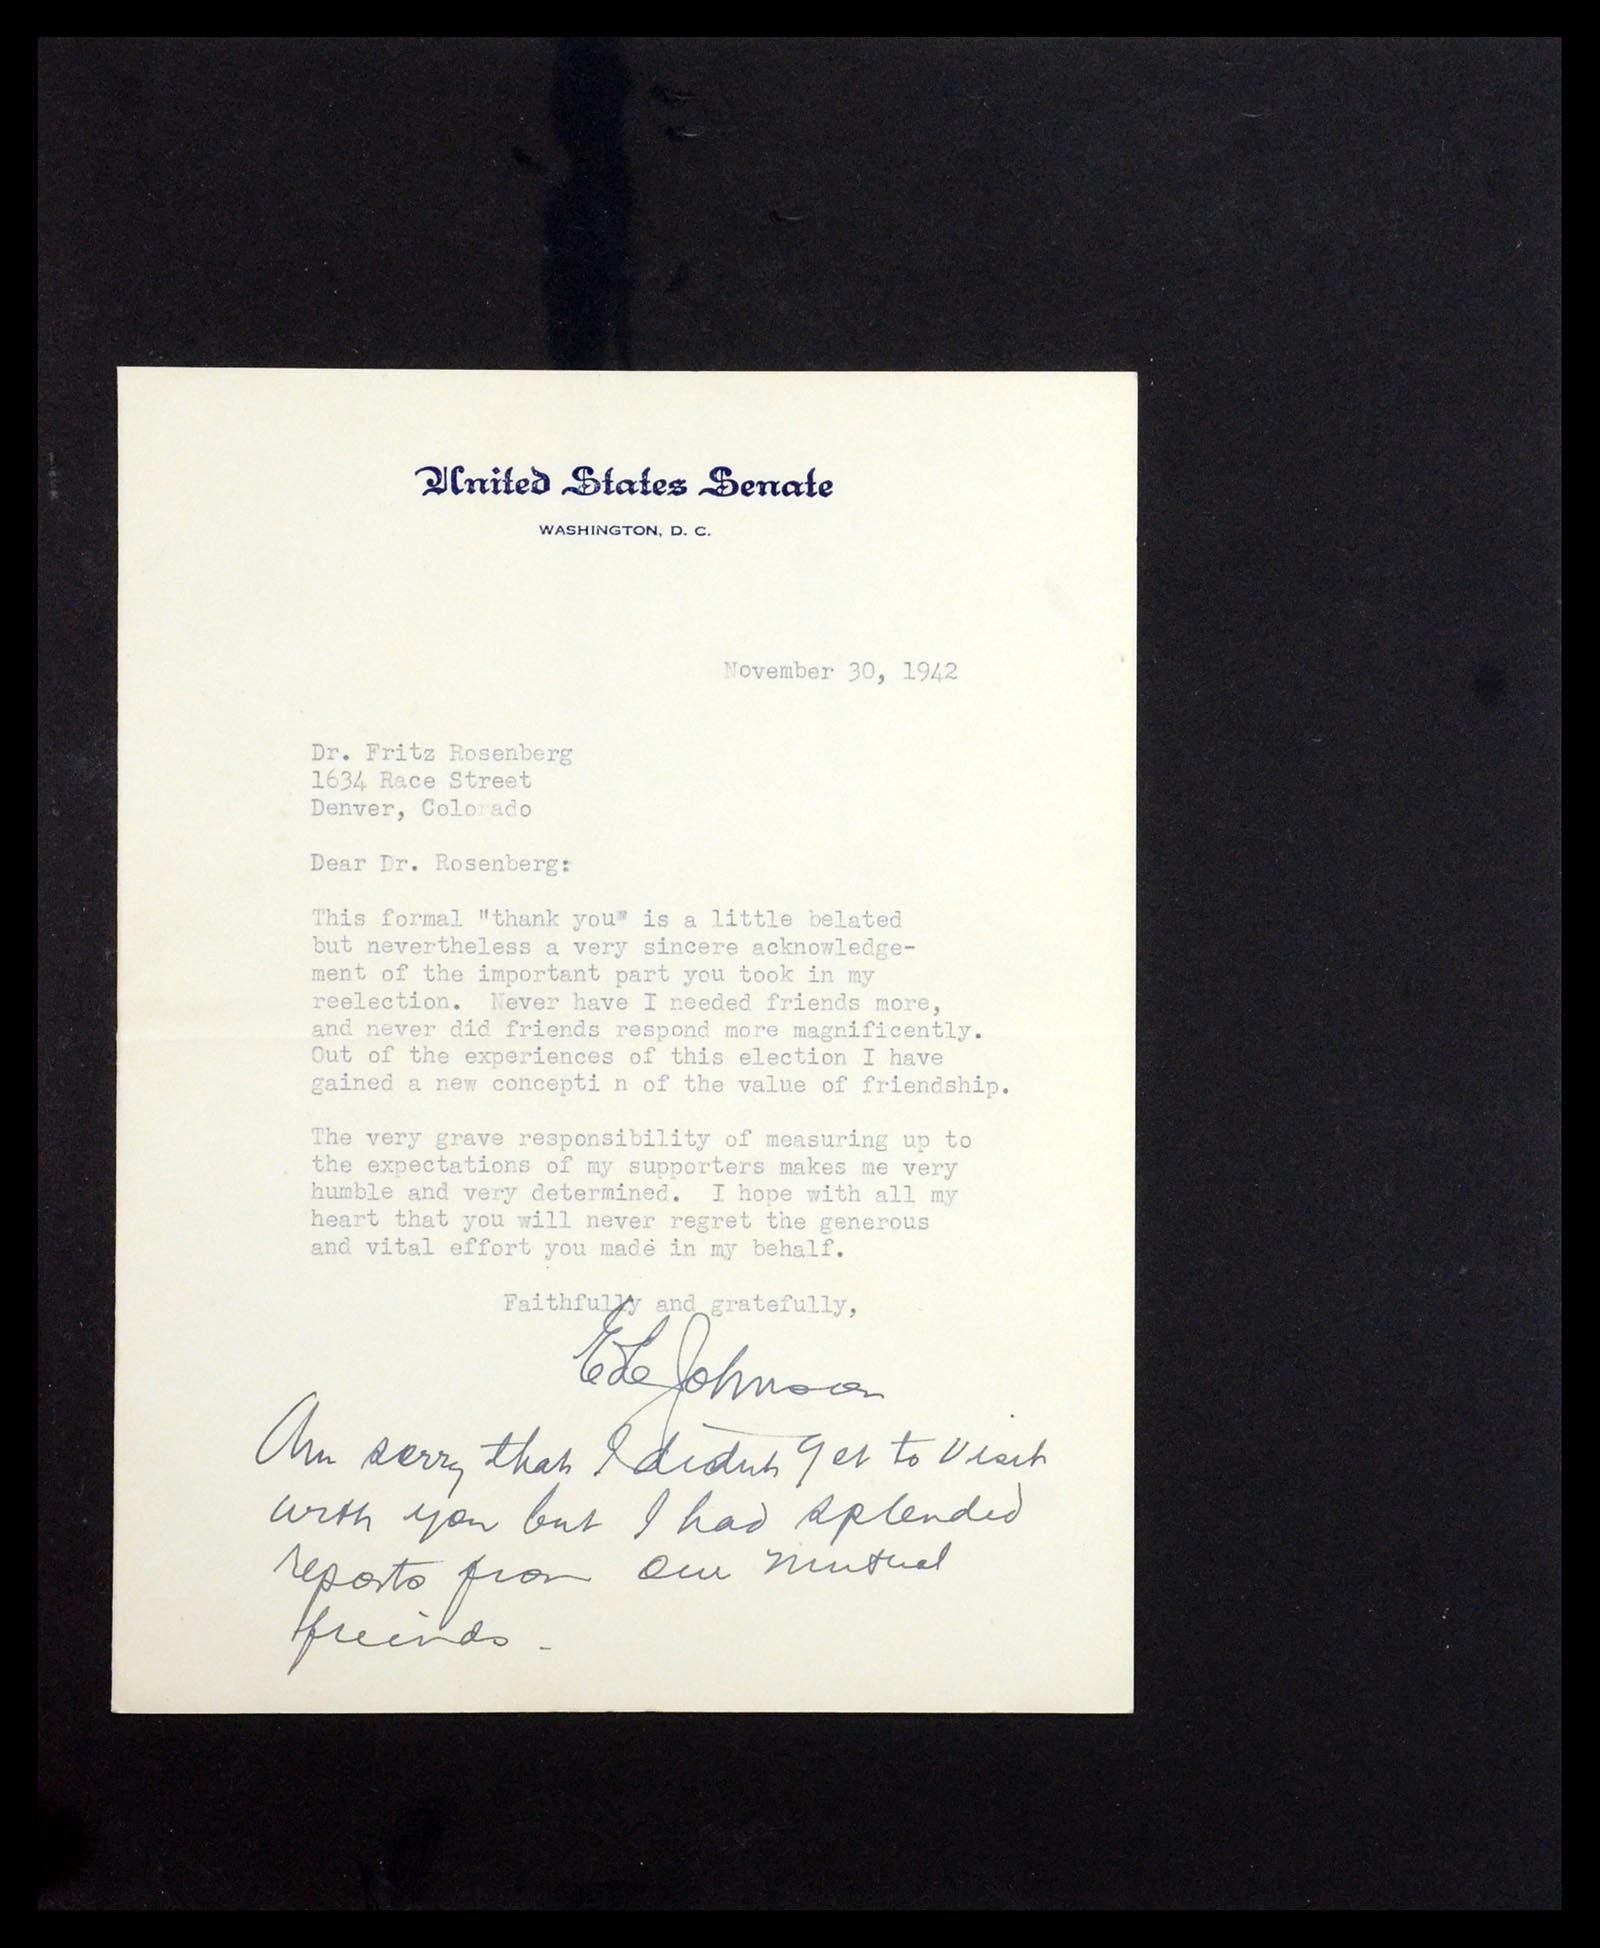 United States Senate
WASHINGTON, D. C.
November 30, 1942
Dr. Fritz Rosenberg
1634 Race Street
Denver, Colorado
Dear Dr. Rosenberg:
This formal "thank you" is a little belated
but nevertheless a very sincere acknowledge-
ment of the important part you took in my
reelection. Never have I needed friends more,
and never did friends respond more magnificently.
Out of the experiences of this election I have
gained a new concepti n of the value of friendship.
The very grave responsibility of measuring up to
the expectations of my supporters makes me very
humble and very determined. I hope with all my
heart that you will never regret the generous
and vital effort you made in my behalf.
Faithfully and gratefully,
Ed C Johnson
Am sorry that I didnt get to visit
with you but I had splendid
reports from our mutual
freinds -